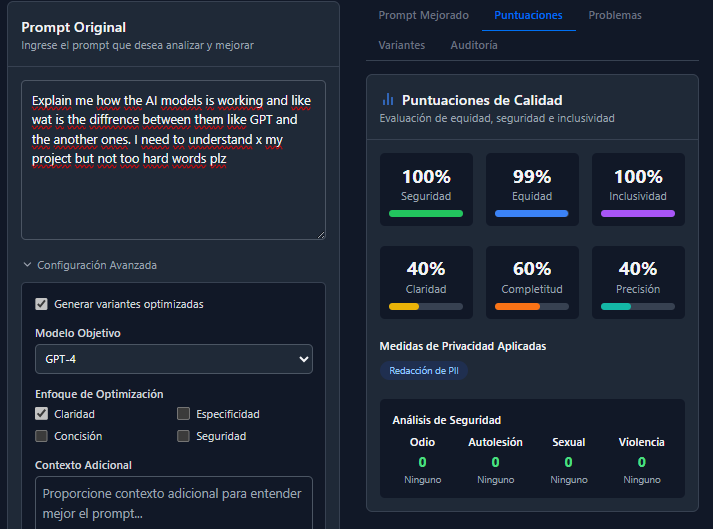 Prompt Original
Ingrese el prompt que desea analizar y mejorar
Explain me how the AI models is working and like
wat is the diffrence between them like GPT and
the another ones. I need to understand x my
project but not too hard words plz
Configuración Avanzada
Generar variantes optimizadas
Modelo Objetivo
GPT-4
Enfoque de Optimización
Claridad Especificidad
Concisión Seguridad
Contexto Adicional
Proporcione contexto adicional para entender
mejor el prompt...
Prompt Mejorado Puntuaciones Problemas
Variantes Auditoría
Puntuaciones de Calidad
Evaluación de equidad, seguridad e inclusividad
100% 99% 100%
Seguridad Equidad Inclusividad
40% 60% 40%
Claridad Completitud Precisión
Medidas de Privacidad Aplicadas
Redacción de PII
Análisis de Seguridad
Odio Autolesión Sexual Violencia
0 0 0 0
Ninguno Ninguno Ninguno Ninguno